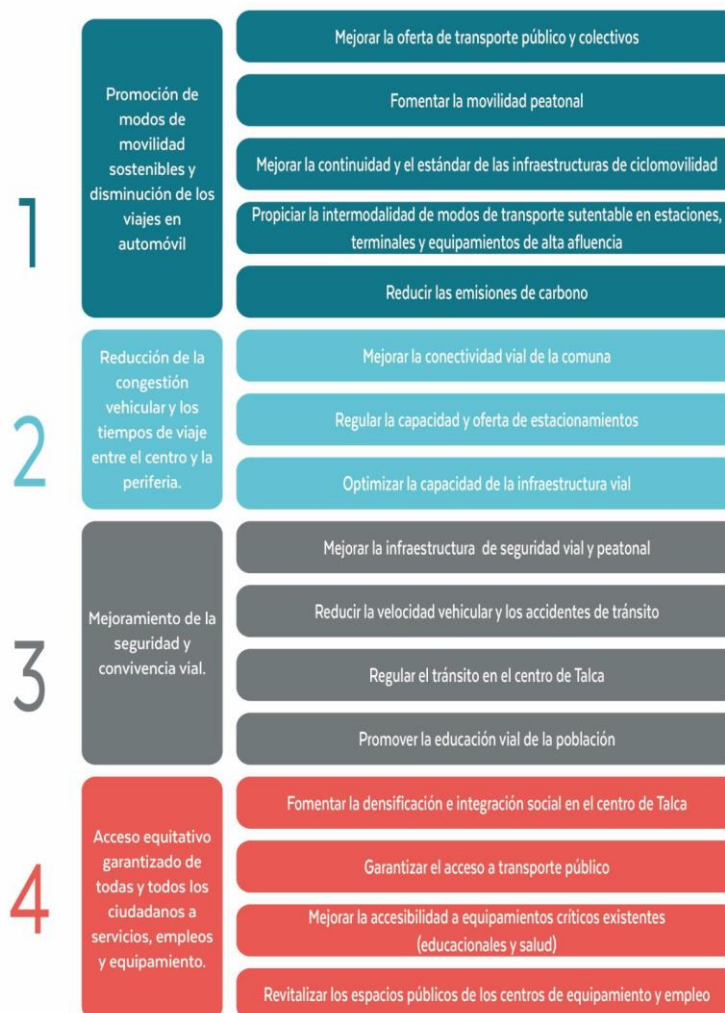 1
Promoción de
modos de
movilidad
sostenibles y
disminución de los
viajes en
automóvil
Mejorar la oferta de transporte público y colectivos
Fomentar la movilidad peatonal
Mejorar la continuidad y el estándar de las infraestructuras de ciclomovilidad
Propiciar la intermodalidad de modos de transporte sutentable en estaciones,
terminales y equipamientos de alta afluencia
Reducir las emisiones de carbono
2
Reducción de la
congestión
vehicular y los
tiempos de viaje
entre el centro y la
periferia.
Mejorar la conectividad vial de la comuna
Regular la capacidad y oferta de estacionamientos
Optimizar la capacidad de la infraestructura vial
3
Mejoramiento de la
seguridad y
convivencia vial.
Mejorar la infraestructura de seguridad vial y peatonal
Reducir la velocidad vehicular y los accidentes de tránsito
Regular el tránsito en el centro de Talca
Promover la educación vial de la población
4
Acceso equitativo
garantizado de
todas y todos los
ciudadanos a
servicios, empleos
y equipamiento.
Fomentar la densificación e integración social en el centro de Talca
Garantizar el acceso a transporte público
Mejorar la accesibilidad a equipamientos críticos existentes
(educacionales y salud)
Revitalizar los espacios públicos de los centros de equipamiento y empleo